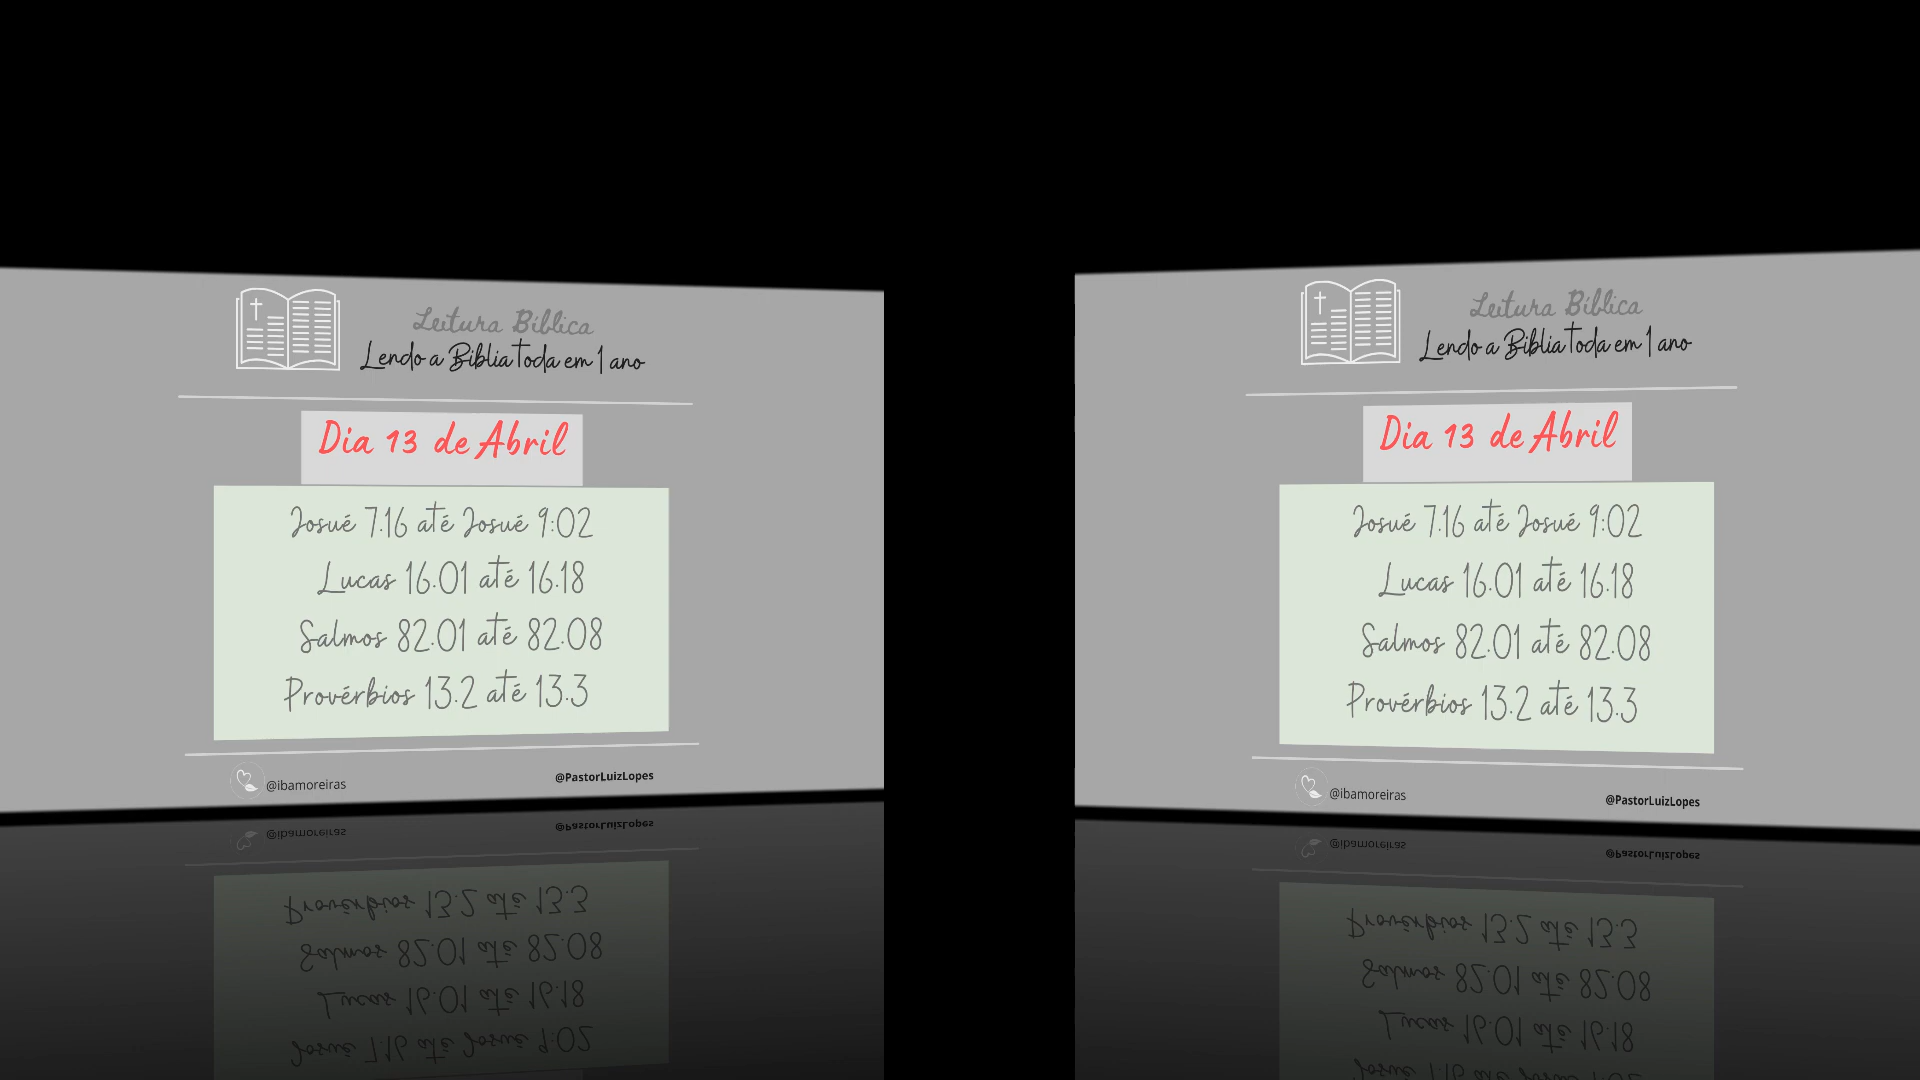 Leitura Bíblica
Lendo a Bíblia Toda em 1 ano
Dia 13 de Abril
Josué 7.16 até Josué 9:02
Lucas 16.01 até 16.18
Salmos 82.01 até 82.08
Provérbios 13.2 até 13.3
@ibamoreiras
@PastorLuizLopes
Leitura Bíblica
Lendo a Bíblia Toda em 1 ano
Dia 13 de Abril
Josué 7.16 até Josué 9:02
Lucas 16.01 até 16.18
Salmos 82.01 até 82.08
Provérbios 13.2 até 13.3
@ibamoreiras
@PastorLuizLopes